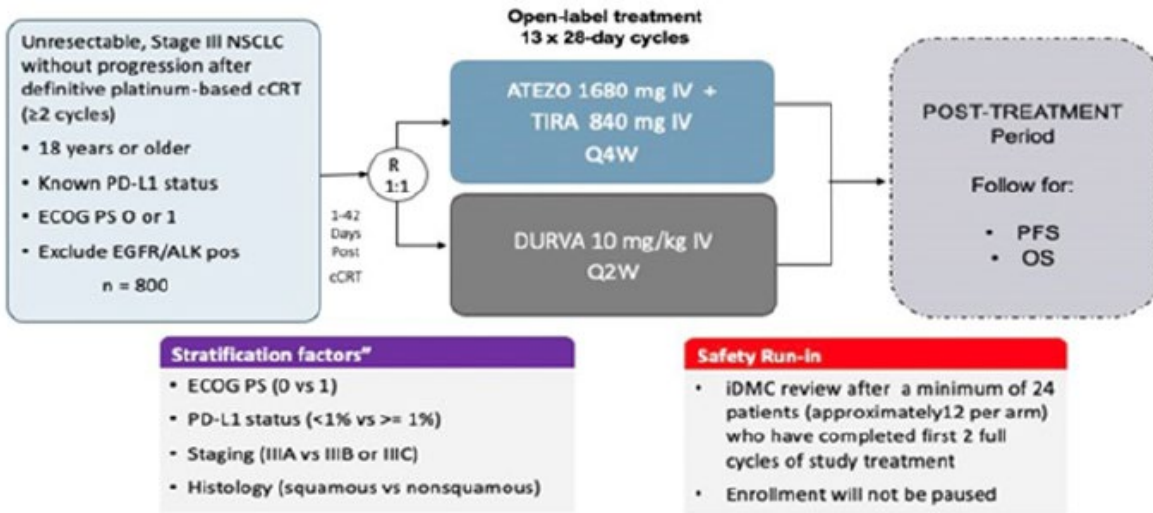 Unresectable, Stage III NSCLC
without progression after
definitive platinum-based cCRT
(≥2 cycles)
• 18 years or older
• Known PD-L1 status
• ECOG PS 0 or 1
• Exclude EGFR/ALK pos
n = 800
R
1:1
1-42
Days
Post
cCRT
Open-label treatment
13 x 28-day cycles
ATEZO 1680 mg IV +
TIRA 840 mg IV
Q4W
DURVA 10 mg/kg IV
Q2W
POST-TREATMENT
Period
Follow for:
• PFS
• OS
Stratification factors"
• ECOG PS (0 vs 1)
• PD-L1 status (<1% vs >= 1%)
• Staging (IIIA vs IIIB or IIIC)
• Histology (squamous vs nonsquamous)
Safety Run-in
• iDMC review after a minimum of 24
patients (approximately12 per arm)
who have completed first 2 full
cycles of study treatment
• Enrollment will not be paused